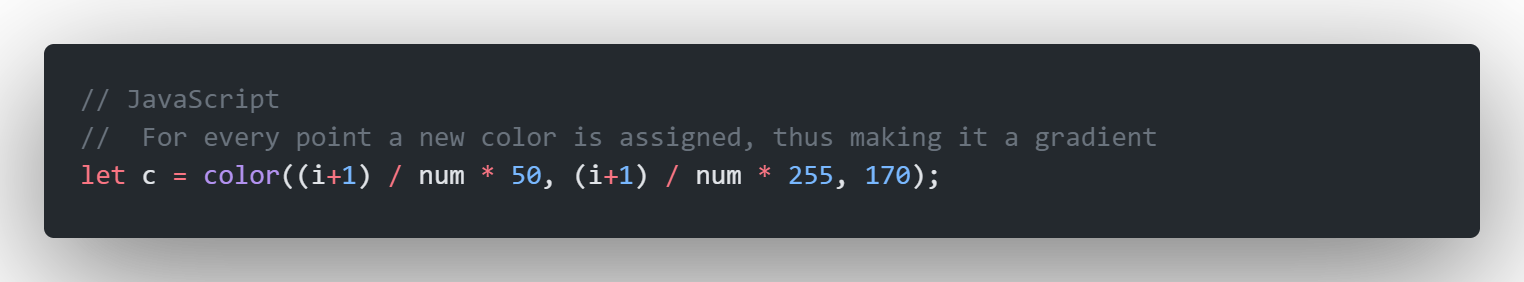 // JavaScript
//  For every point a new color is assigned, thus making it a gradient
let c = color((i+1) / num * 50, (i+1) / num * 255, 170);